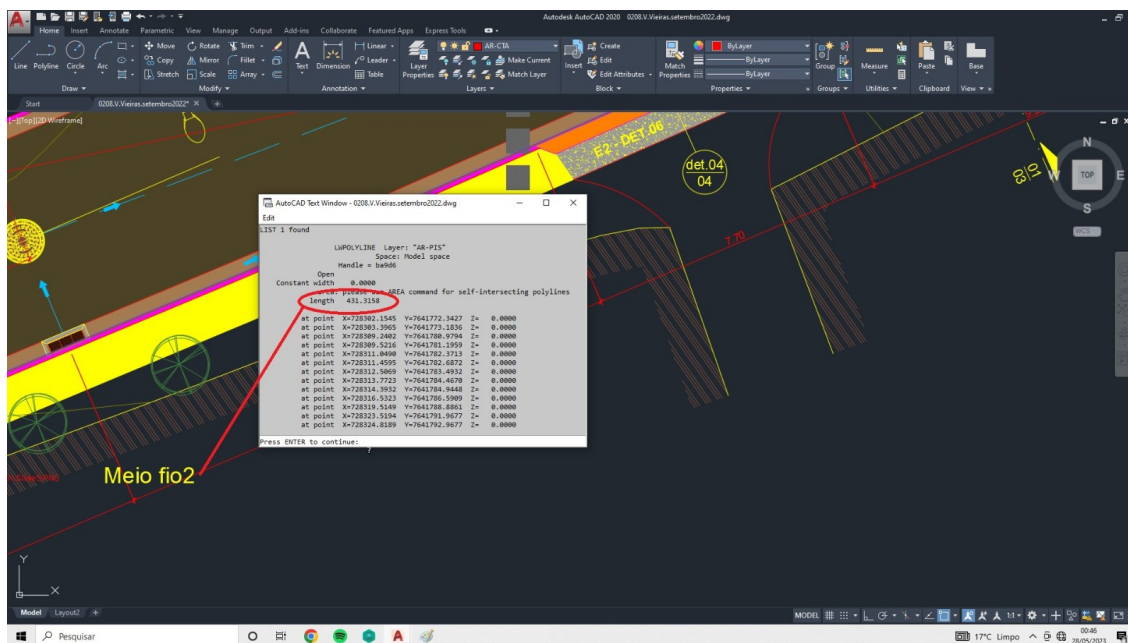 Autodesk AutoCAD 2020 0208.V.Vieiras.setembro2022.dwg
Home Insert Annotate Parametric View Manage Output Add-ins Collaborate Featured Apps Express Tools
Line Polyline Circle Arc
Move Rotate Trim
Copy Mirror Fillet
Stretch Scale Array
Text Dimension
Linear
Leader
Table
Layer Properties
AR-CTA
Make Current
Match Layer
Insert
Create
Edit
Edit Attributes
Match Properties
ByLayer
ByLayer
ByLayer
Group
Measure
Paste
Base
Draw Modify Annotation Layers Block Properties Groups Utilities Clipboard View
Start 0208.V.Vieiras.setembro2022*
[-][Top][2D Wireframe]
E2 - DET.06
det.04
04
01
03
N
W TOP E
S
WCS
7.70
AutoCAD Text Window - 0208.V.Vieiras.setembro2022.dwg
Edit
LIST 1 found
LWPOLYLINE Layer: "AR-PIS"
Space: Model space
Handle = ba9d6
Open
Constant width 0.0000
area: please use AREA command for self-intersecting polylines
length 431.3158
at point X=728302.1545 Y=7641772.3427 Z= 0.0000
at point X=728303.3965 Y=7641773.1836 Z= 0.0000
at point X=728309.2402 Y=7641780.9794 Z= 0.0000
at point X=728309.5216 Y=7641781.1959 Z= 0.0000
at point X=728311.0490 Y=7641782.3713 Z= 0.0000
at point X=728311.4595 Y=7641782.6872 Z= 0.0000
at point X=728312.5069 Y=7641783.4932 Z= 0.0000
at point X=728313.7723 Y=7641784.4670 Z= 0.0000
at point X=728314.3932 Y=7641784.9448 Z= 0.0000
at point X=728316.5323 Y=7641786.5909 Z= 0.0000
at point X=728319.5149 Y=7641788.8861 Z= 0.0000
at point X=728323.5194 Y=7641791.9677 Z= 0.0000
at point X=728324.8189 Y=7641792.9677 Z= 0.0000
Press ENTER to continue:
Meio fio2
Y
X
Model Layout2 +
MODEL 1:1
Pesquisar
17°C Limpo
00:46
28/05/2023